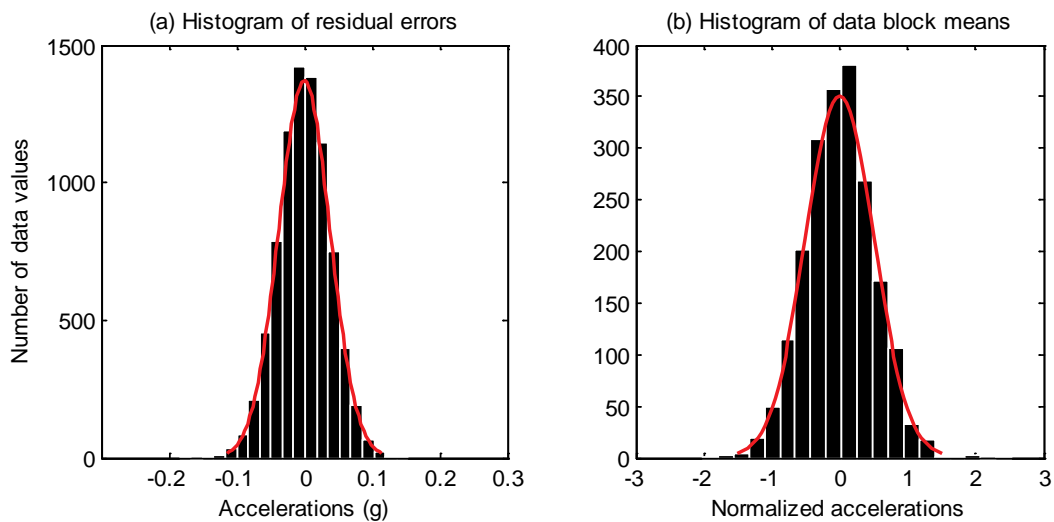 (a) Histogram of residual errors
1500
1000
500
0
Number of data values
-0.2 -0.1 0 0.1 0.2 0.3
Accelerations (g)
(b) Histogram of data block means
400
350
300
250
200
150
100
50
0
-3 -2 -1 0 1 2 3
Normalized accelerations